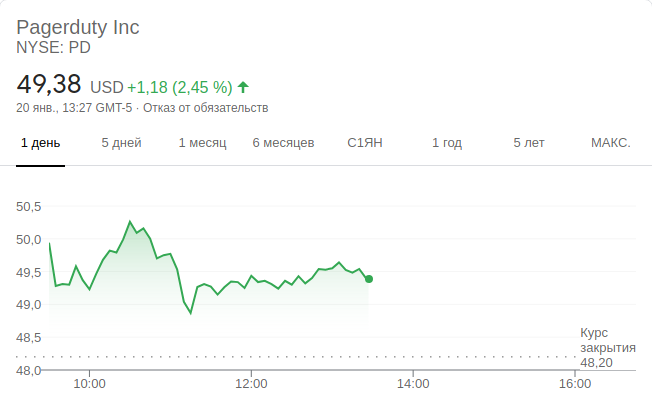 Pagerduty Inc
NYSE: PD
49,38 USD +1,18 (2,45 %)
20 янв., 13:27 GMT-5 · Отказ от обязательств
1 день 5 дней 1 месяц 6 месяцев С1ЯН 1 год 5 лет МАКС.
50,5
50,0
49,5
49,0
48,5
48,0
Курс
закрытия
48,20
10:00 12:00 14:00 16:00